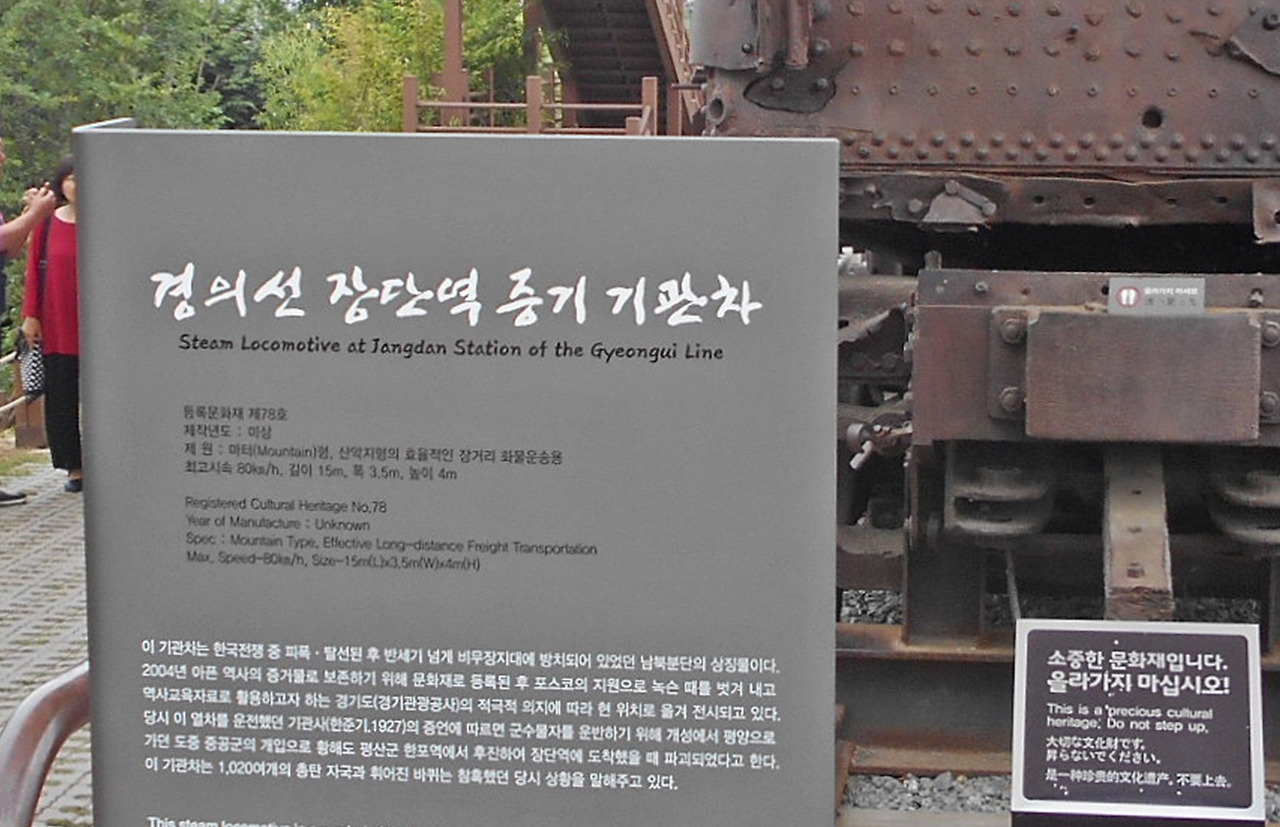 경의선 장단역 증기 기관차
Steam Locomotive at Jangdan Station of the Gyeongui Line
등록문화재 제78호
제작년도 : 미상
제 원 : 마터(Mountain)형, 산악지형의 효율적인 장거리 화물운송용
최고시속 80km/h, 길이 15m, 폭 3.5m, 높이 4m
Registered Cultural Heritage No.78
Year of Manufacture : Unknown
Spec : Mountain Type, Effective Long-distance Freight Transportation
Max. Speed-80km/h, Size-15m(L)x3.5m(W)x4m(H)
이 기관차는 한국전쟁 중 피폭·탈선된 후 반세기 넘게 비무장지대에 방치되어 있었던 남북분단의 상징물이다.
2004년 아픈 역사의 증거물로 보존하기 위해 문화재로 등록된 후 포스코의 지원으로 녹슨 때를 벗겨 내고
역사교육자료로 활용하고자 하는 경기도(경기관광공사)의 적극적 의지에 따라 현 위치로 옮겨 전시되고 있다.
당시 이 열차를 운전했던 기관사(한준기,1927)의 증언에 따르면 군수물자를 운반하기 위해 개성에서 평양으로
가던 도중 중공군의 개입으로 황해도 평산군 한포역에서 후진하여 장단역에 도착했을 때 파괴되었다고 한다.
이 기관차는 1,020여개의 총탄 자국과 휘어진 바퀴는 참혹했던 당시 상황을 말해주고 있다.
This steam locomotive is
올라가지 마세요
소중한 문화재입니다.
올라가지 마십시오!
This is a precious cultural
heritage. Do not step up.
大切な文化財です。
昇らないでください。
是一种珍贵的文化遗产。不要上去。